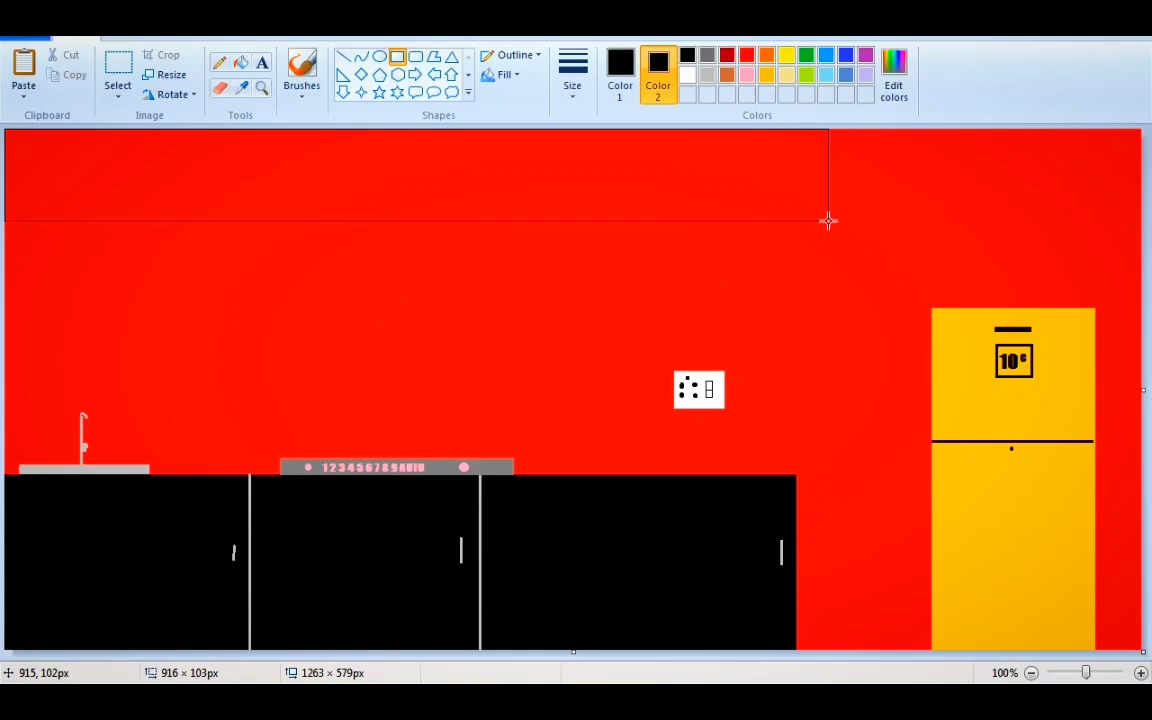 Paste
Cut
Copy
Clipboard
Select
Crop
Resize
Rotate
Image
A
Tools
Brushes
Outline
Fill
Shapes
Size
Color
1
Color
2
Edit
colors
Colors
10°
915, 102px
916 × 103px
1263 × 579px
100%